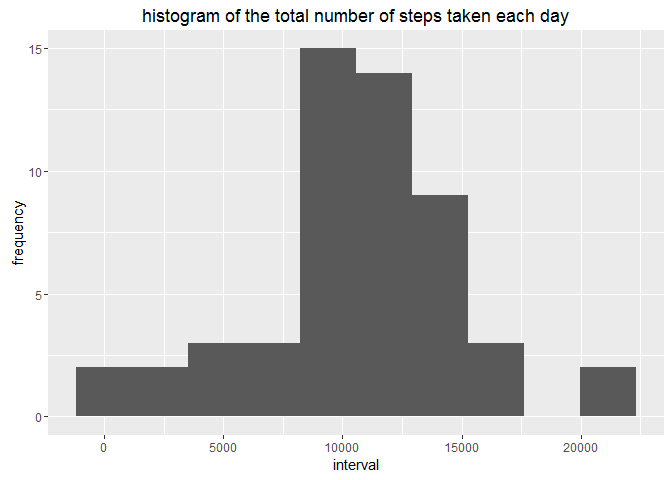 histogram of the total number of steps taken each day
15
10
5
0
frequency
0 5000 10000 15000 20000
interval